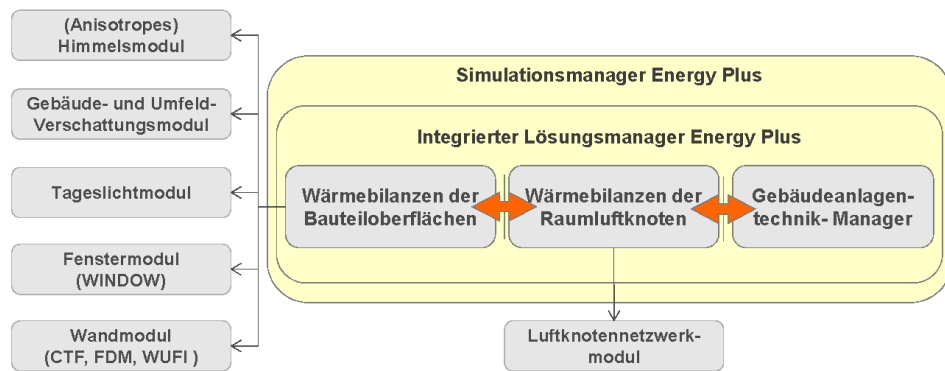 (Anisotropes)
Himmelsmodul
Gebäude- und Umfeld-
Verschattungsmodul
Tageslichtmodul
Fenstermodul
(WINDOW)
Wandmodul
(CTF, FDM, WUFI )
Simulationsmanager Energy Plus
Integrierter Lösungsmanager Energy Plus
Wärmebilanzen der
Bauteiloberflächen
Wärmebilanzen der
Raumluftknoten
Gebäudeanlagen-
technik- Manager
Luftknotennetzwerk-
modul